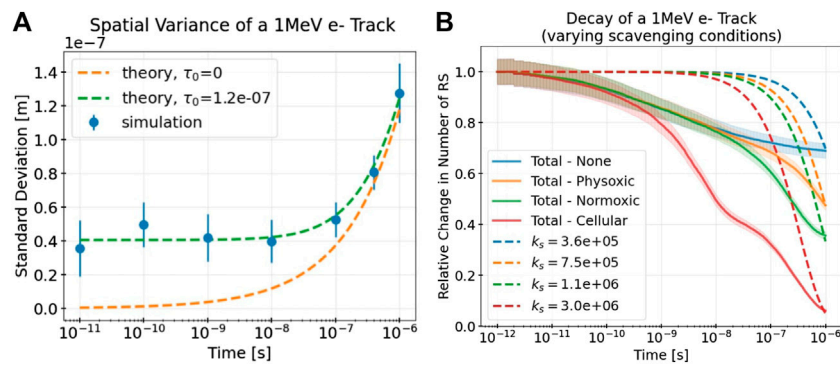 A
Spatial Variance of a 1MeV e- Track
1e-7
Standard Deviation [m]
1.4
1.2
1.0
0.8
0.6
0.4
0.2
0.0
theory, τ₀=0
theory, τ₀=1.2e-07
simulation
10⁻¹¹ 10⁻¹⁰ 10⁻⁹ 10⁻⁸ 10⁻⁷ 10⁻⁶
Time [s]
B
Decay of a 1MeV e- Track
(varying scavenging conditions)
Relative Change in Number of RS
1.0
0.8
0.6
0.4
0.2
0.0
Total - None
Total - Physoxic
Total - Normoxic
Total - Cellular
kₛ = 3.6e+05
kₛ = 7.5e+05
kₛ = 1.1e+06
kₛ = 3.0e+06
10⁻¹² 10⁻¹¹ 10⁻¹⁰ 10⁻⁹ 10⁻⁸ 10⁻⁷ 10⁻⁶
Time [s]